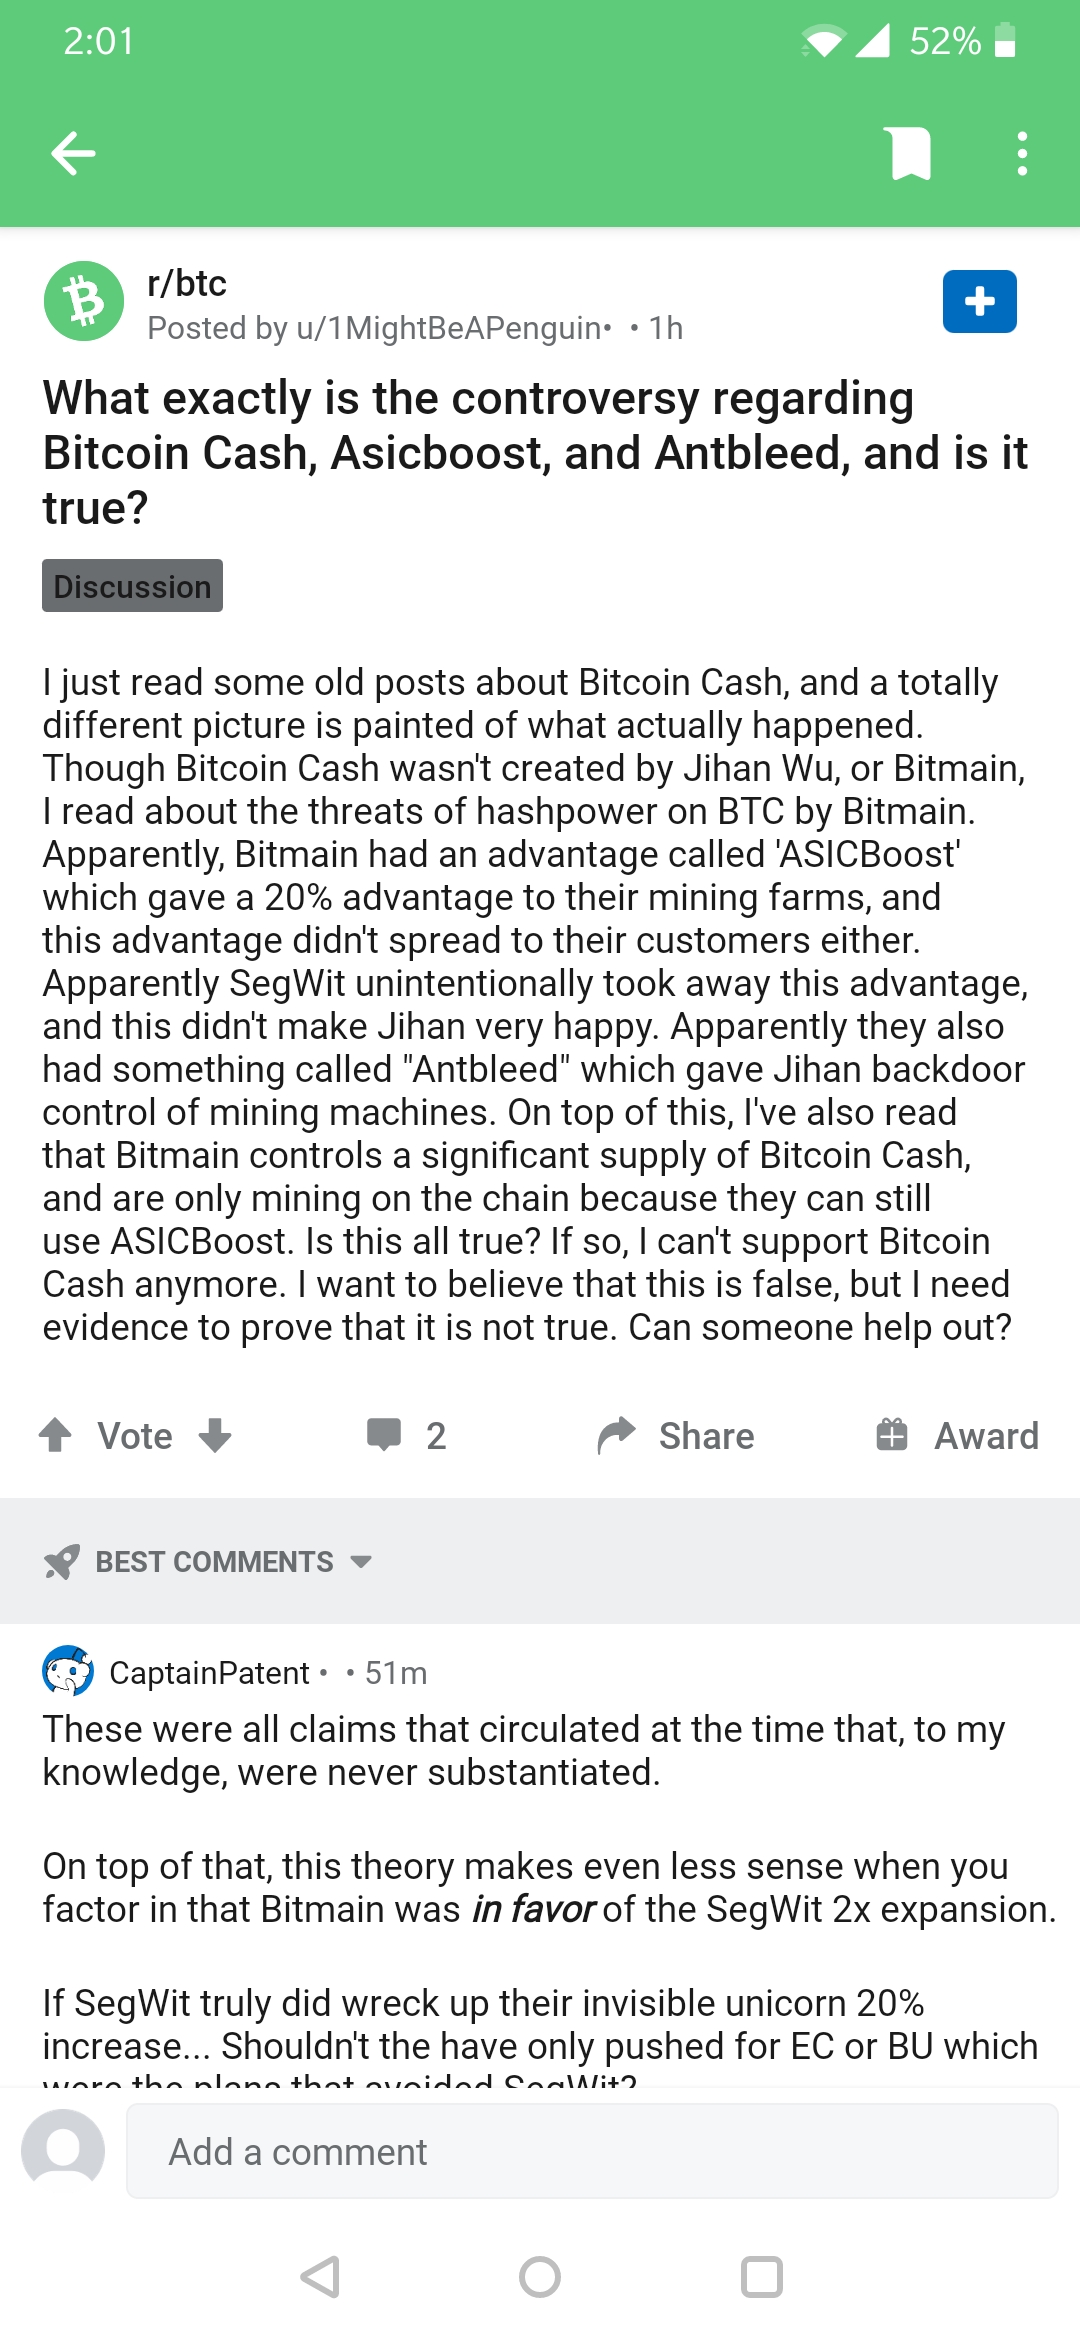 2:01
52%
r/btc
Posted by u/1MightBeAPenguin• • 1h
What exactly is the controversy regarding
Bitcoin Cash, Asicboost, and Antbleed, and is it
true?
Discussion
I just read some old posts about Bitcoin Cash, and a totally
different picture is painted of what actually happened.
Though Bitcoin Cash wasn't created by Jihan Wu, or Bitmain,
I read about the threats of hashpower on BTC by Bitmain.
Apparently, Bitmain had an advantage called 'ASICBoost'
which gave a 20% advantage to their mining farms, and
this advantage didn't spread to their customers either.
Apparently SegWit unintentionally took away this advantage,
and this didn't make Jihan very happy. Apparently they also
had something called "Antbleed" which gave Jihan backdoor
control of mining machines. On top of this, I've also read
that Bitmain controls a significant supply of Bitcoin Cash,
and are only mining on the chain because they can still
use ASICBoost. Is this all true? If so, I can't support Bitcoin
Cash anymore. I want to believe that this is false, but I need
evidence to prove that it is not true. Can someone help out?
Vote
2
Share
Award
BEST COMMENTS
CaptainPatent • • 51m
These were all claims that circulated at the time that, to my
knowledge, were never substantiated.
On top of that, this theory makes even less sense when you
factor in that Bitmain was in favor of the SegWit 2x expansion.
If SegWit truly did wreck up their invisible unicorn 20%
increase... Shouldn't the have only pushed for EC or BU which
were the plans that avoided SegWit?
Add a comment